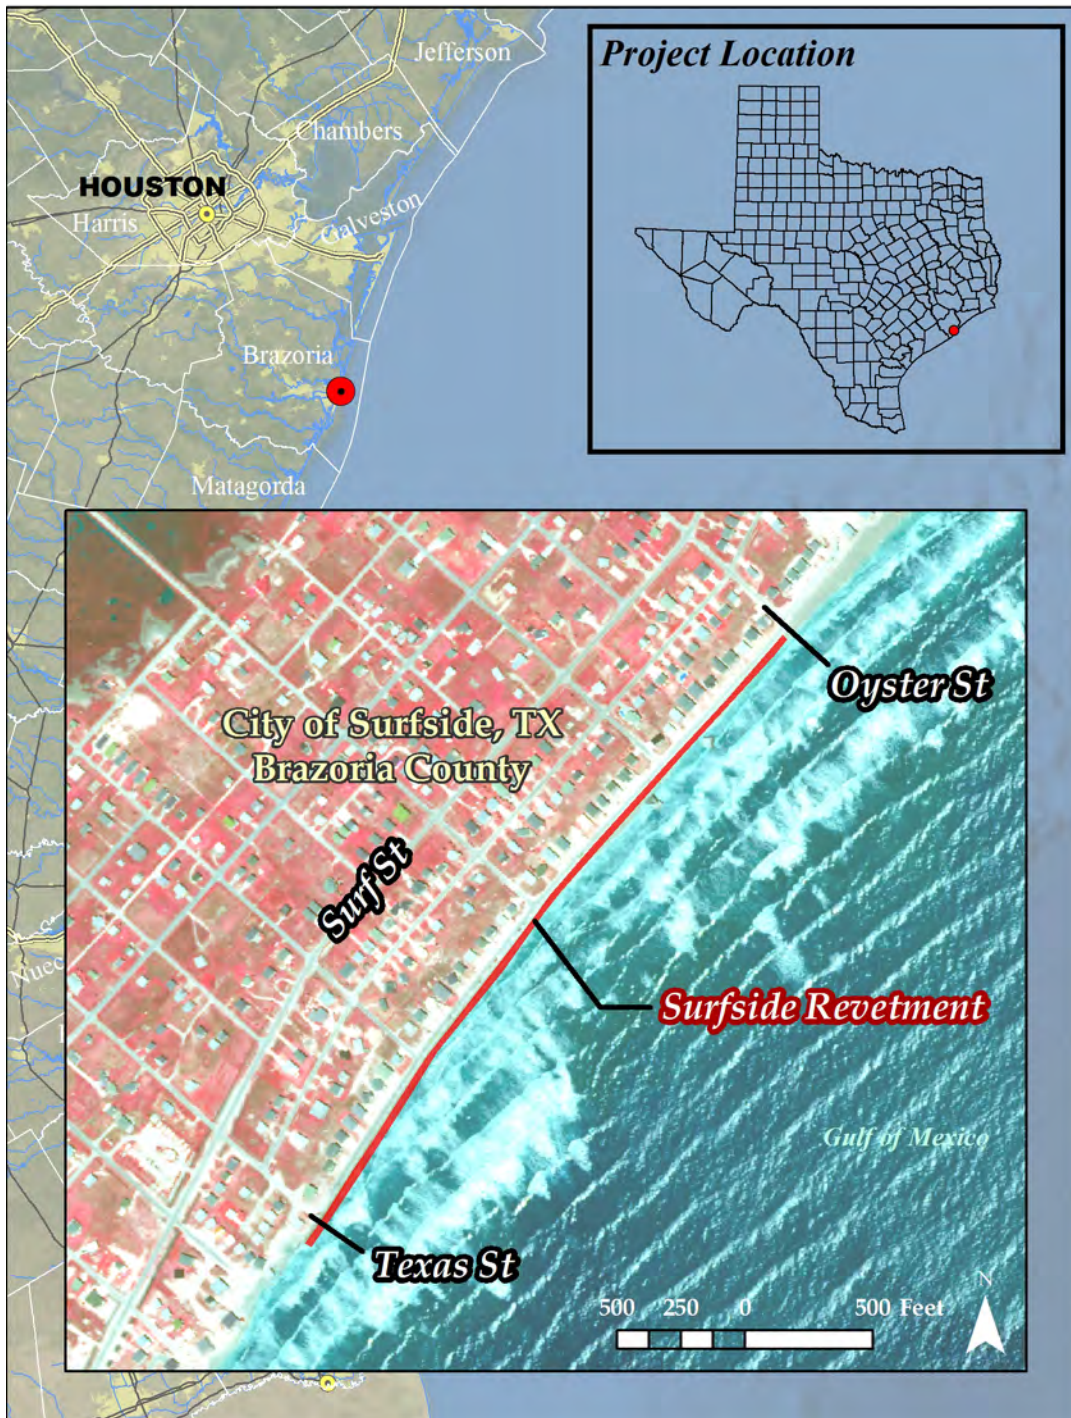 Jefferson
Project Location
Chambers
HOUSTON
Harris
Galveston
Brazoria
Matagorda
Oyster St
City of Surfside, TX
Brazoria County
Surf St
Surfside Revetment
Gulf of Mexico
Texas St
N
500 250 0 500 Feet